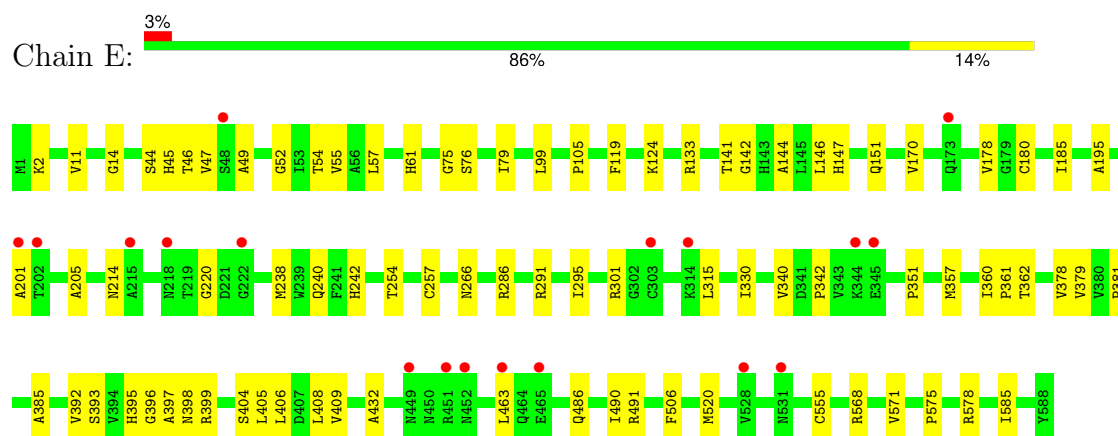 3%
Chain E:
86% 14%
M1 K2 V11 G14 S44 H45 T46 V47 S48 A49 G52 I53 T54 V55 A56 L57 H61 G75 S76 I79 L99 P105 F119 K124 R133 T141 G142 H143 A144 L145 L146 H147 Q151 V170 Q173 V178 G179 C180 I185 A195
A201 T202 A205 N214 A215 N218 T219 G220 D221 G222 M238 W239 Q240 F241 H242 T254 C257 N266 R286 R291 I295 R301 G302 C303 K314 L315 I330 V340 D341 P342 V343 K344 E345 P351 M357 I360 P361 T362 V378 V379 V380 P381
A385 V392 S393 V394 H395 G396 A397 N398 R399 S404 L405 L406 D407 L408 V409 A432 N449 N450 R451 N452 L463 Q464 E465 Q486 I490 R491 F506 M520 V528 N531 C555 R568 V571 P575 R578 I585 Y588